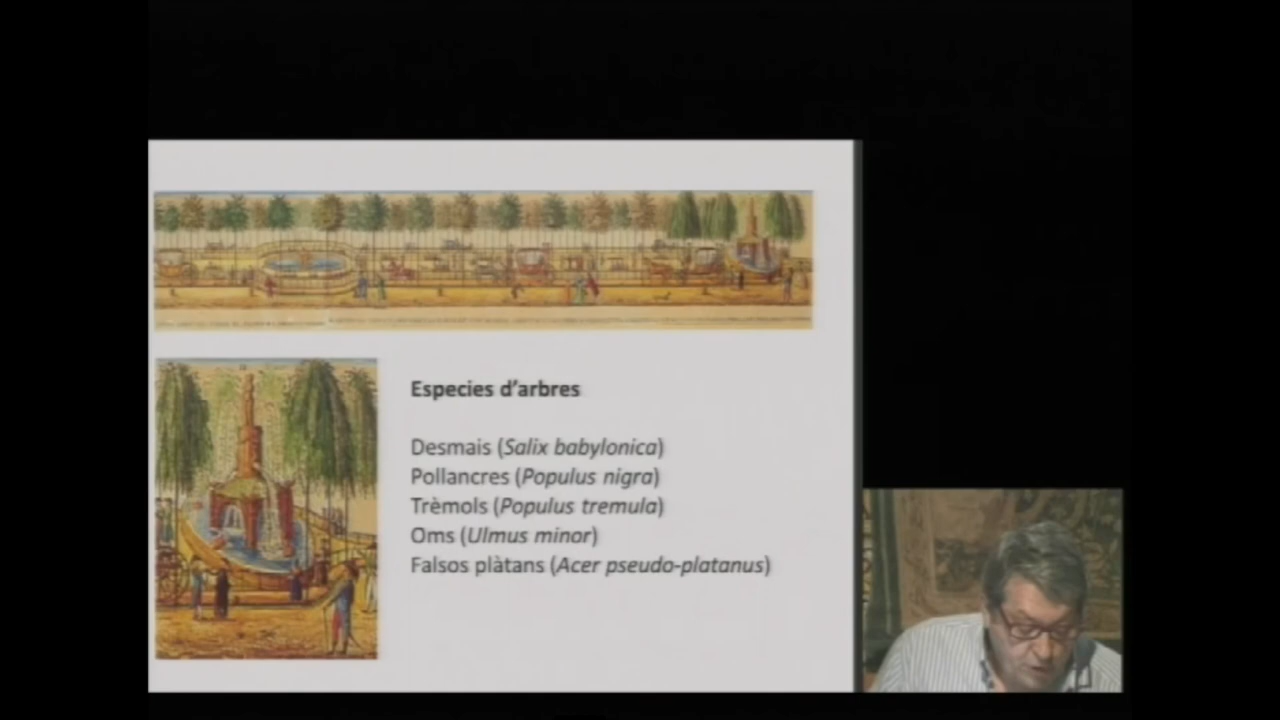 Especies d'arbres
Desmais (Salix babylonica)
Pollancres (Populus nigra)
Trèmols (Populus tremula)
Oms (Ulmus minor)
Falsos plàtans (Acer pseudo-platanus)